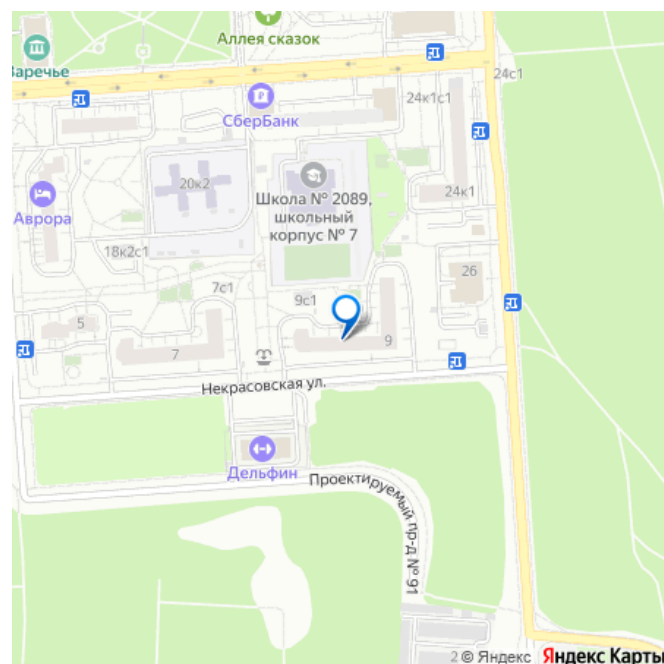 Аллея сказок
Заречье
24с1
СберБанк
24к1с1
20к2
Школа № 2089,
школьный
корпус № 7
24к1
Аврора
18к2с1
26
7с1
9с1
5
7
9
Некрасовская ул.
Дельфин
Проектируемый пр-д № 91
2
© Яндекс Яндекс Карты